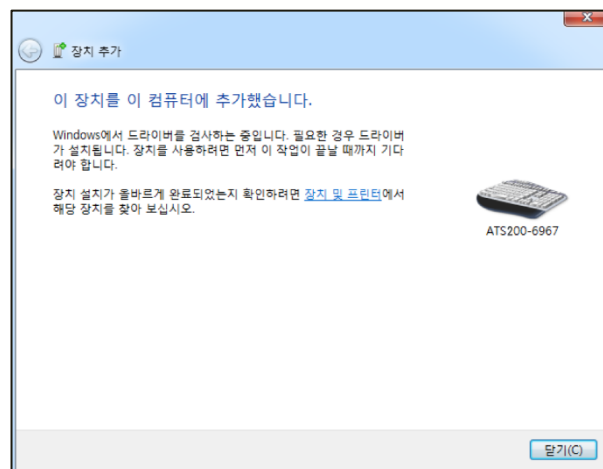 장치 추가
이 장치를 이 컴퓨터에 추가했습니다.
Windows에서 드라이버를 검사하는 중입니다. 필요한 경우 드라이버
가 설치됩니다. 장치를 사용하려면 먼저 이 작업이 끝날 때까지 기다
려야 합니다.
장치 설치가 올바르게 완료되었는지 확인하려면 장치 및 프린터에서
해당 장치를 찾아 보십시오.
ATS200-6967
닫기(C)